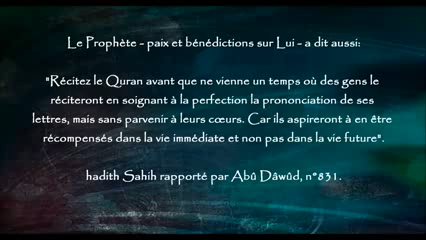 Le Prophète - paix et bénédictions sur Lui - a dit aussi:
"Récitez le Quran avant que ne vienne un temps où des gens le
réciteront en soignant à la perfection la prononciation de ses
lettres, mais sans parvenir à leurs cœurs. Car ils aspireront à en être
récompensés dans la vie immédiate et non pas dans la vie future".
hadith Sahih rapporté par Abû Dâwûd, n°831.